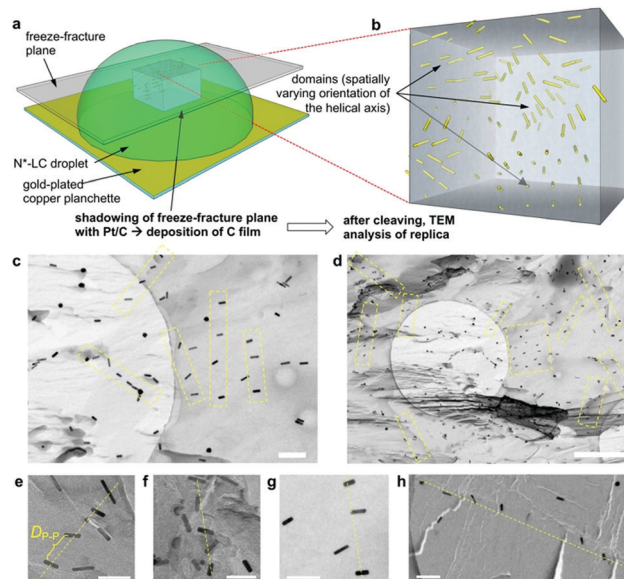 a
freeze-fracture
plane
N*-LC droplet
gold-plated
copper planchette
shadowing of freeze-fracture plane
with Pt/C → deposition of C film
b
domains (spatially
varying orientation of
the helical axis)
after cleaving, TEM
analysis of replica
c
d
e
DP-P
f
g
h